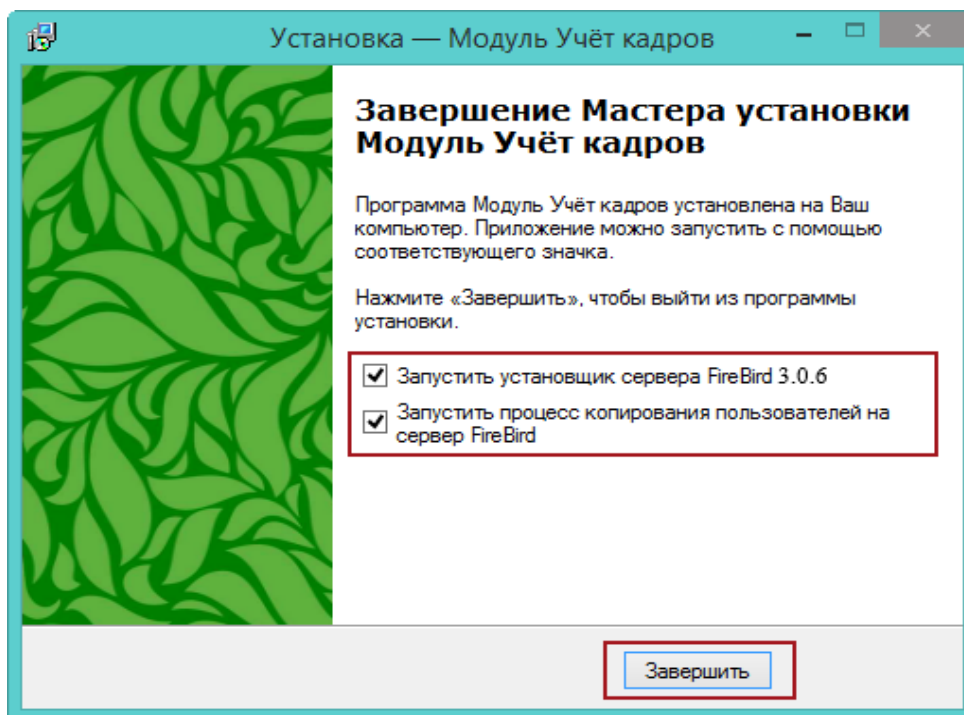 Установка — Модуль Учёт кадров
Завершение Мастера установки
Модуль Учёт кадров
Программа Модуль Учёт кадров установлена на Ваш
компьютер. Приложение можно запустить с помощью
соответствующего значка.
Нажмите «Завершить», чтобы выйти из программы
установки.
Запустить установщик сервера FireBird 3.0.6
Запустить процесс копирования пользователей на
сервер FireBird
Завершить